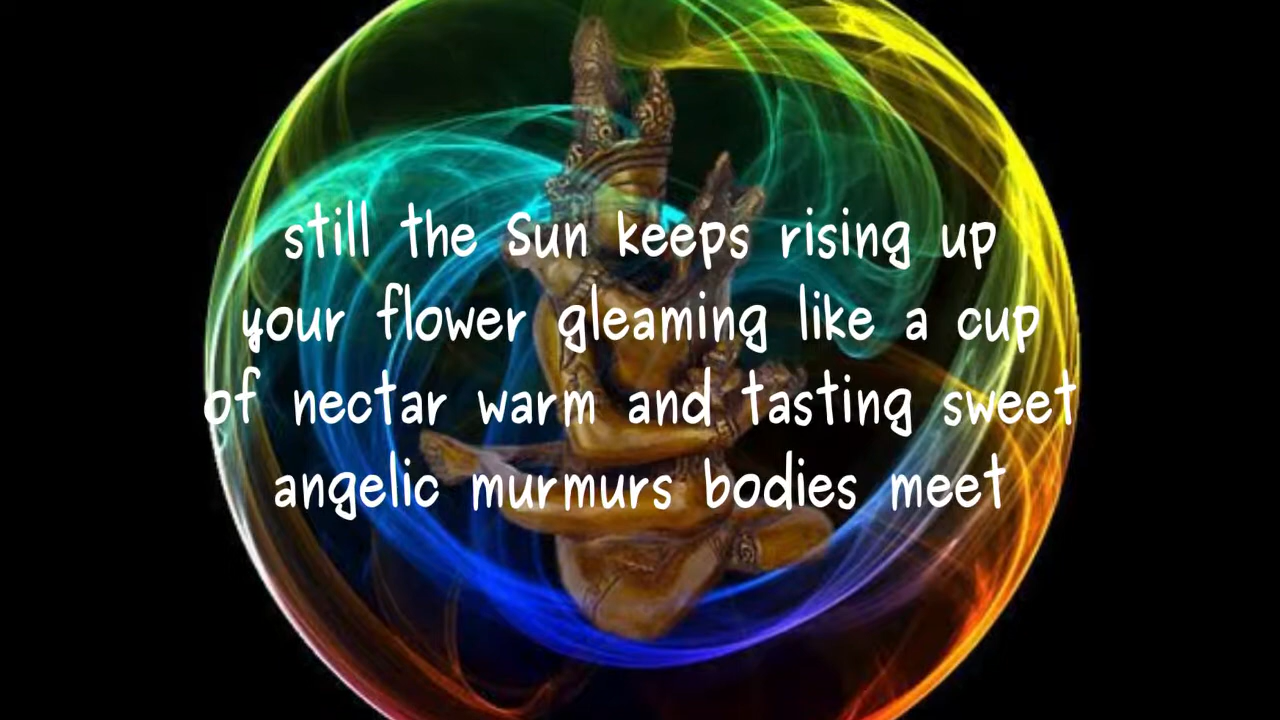 still the Sun keeps rising up
your flower gleaming like a cup
of nectar warm and tasting sweet
angelic murmurs bodies meet